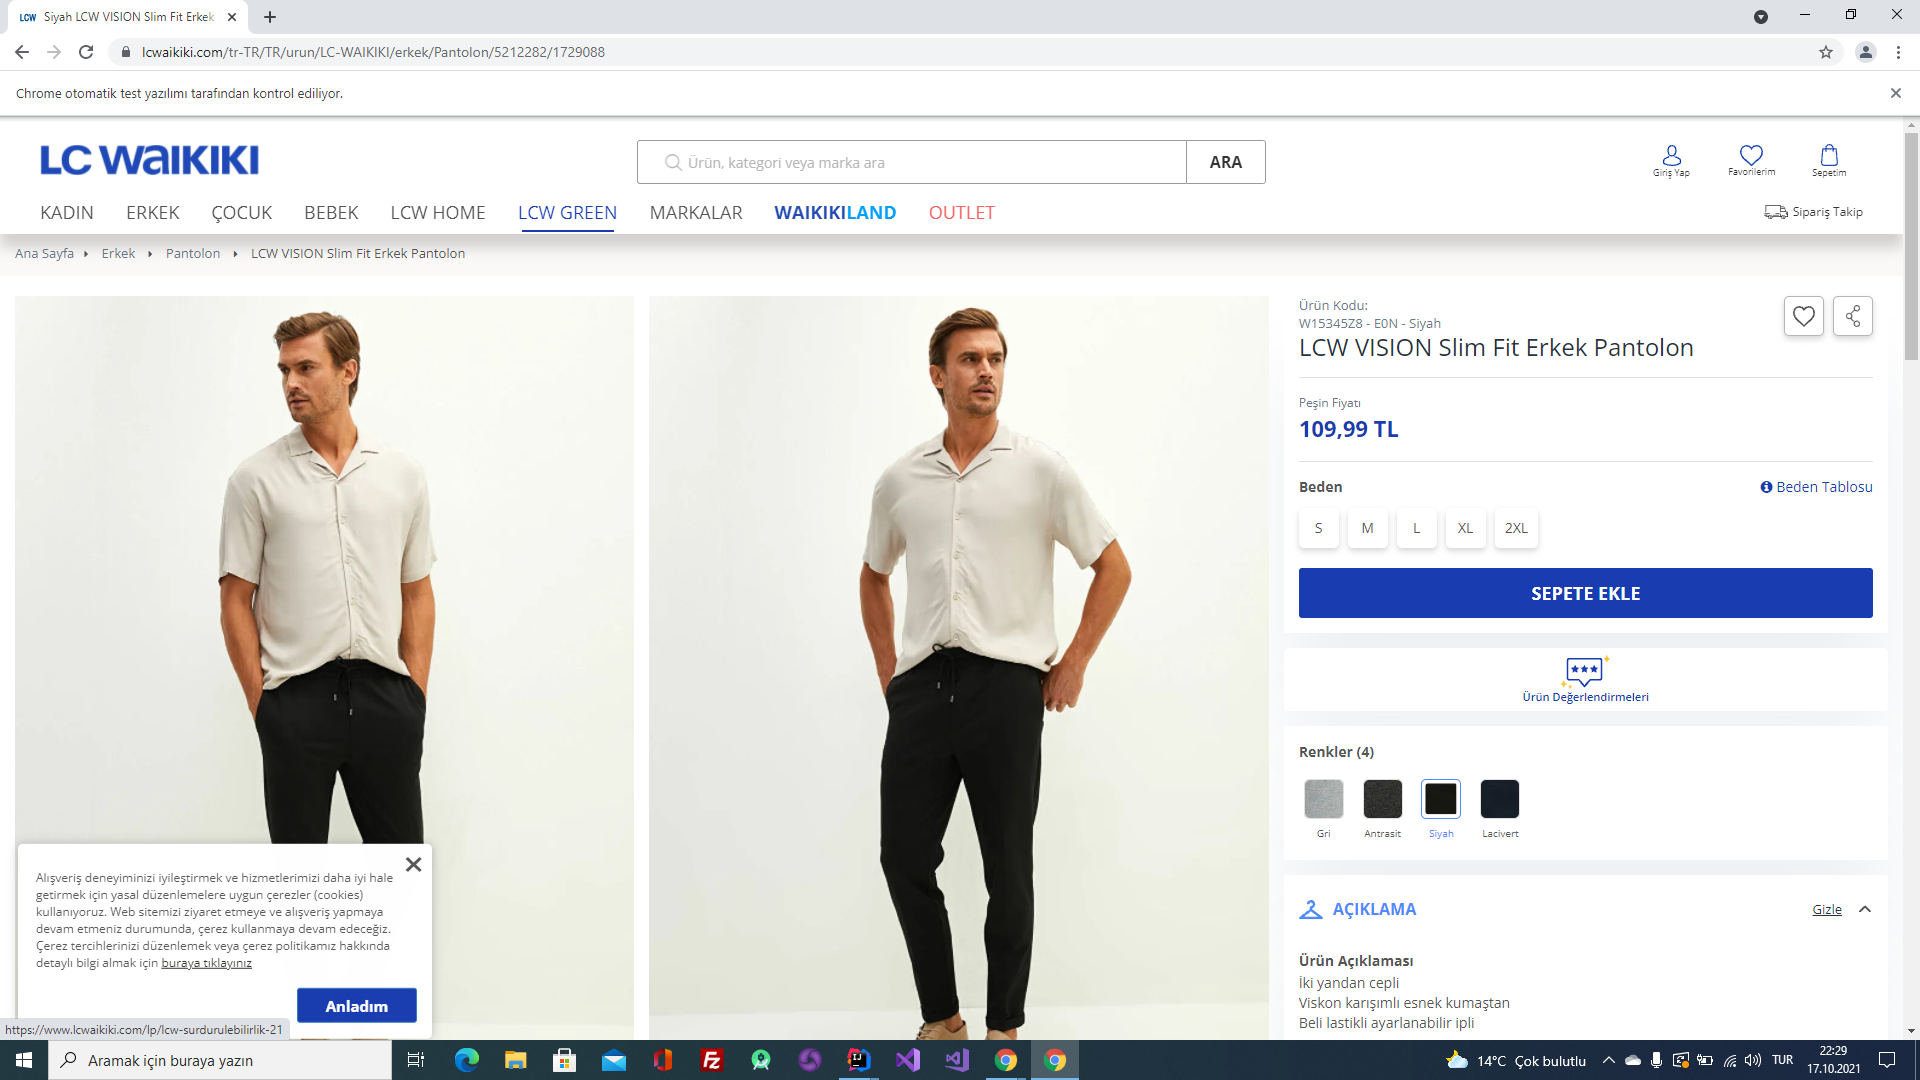 LCW Siyah LCW VISION Slim Fit Erkek
lcwaikiki.com/tr-TR/TR/urun/LC-WAIKIKI/erkek/Pantolon/5212282/1729088
Chrome otomatik test yazılımı tarafından kontrol ediliyor.
LC WAIKIKI
Ürün, kategori veya marka ara
ARA
Giriş Yap
Favorilerim
Sepetim
KADIN ERKEK ÇOCUK BEBEK LCW HOME LCW GREEN MARKALAR WAIKIKILAND OUTLET
Sipariş Takip
Ana Sayfa Erkek Pantolon LCW VISION Slim Fit Erkek Pantolon
Ürün Kodu:
W15345Z8 - E0N - Siyah
LCW VISION Slim Fit Erkek Pantolon
Peşin Fiyatı
109,99 TL
Beden
Beden Tablosu
S M L XL 2XL
SEPETE EKLE
Ürün Değerlendirmeleri
Renkler (4)
Gri Antrasit Siyah Lacivert
AÇIKLAMA
Gizle
Ürün Açıklaması
İki yandan cepli
Viskon karışımlı esnek kumaştan
Beli lastikli ayarlanabilir ipli
Alışveriş deneyiminizi iyileştirmek ve hizmetlerimizi daha iyi hale
getirmek için yasal düzenlemelere uygun çerezler (cookies)
kullanıyoruz. Web sitemizi ziyaret etmeye ve alışveriş yapmaya
devam etmeniz durumunda, çerez kullanmaya devam edeceğiz.
Çerez tercihlerinizi düzenlemek veya çerez politikamız hakkında
detaylı bilgi almak için buraya tıklayınız
Anladım
https://www.lcwaikiki.com/lp/lcw-surdurulebilirlik-21
Aramak için buraya yazın
14°C Çok bulutlu
TUR
22:29
17.10.2021